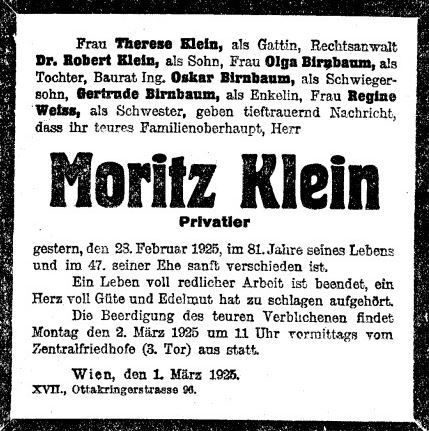 Frau Therese Klein, als Gattin, Rechtsanwalt
Dr. Robert Klein, als Sohn, Frau Olga Birnbaum, als
Tochter, Baurat Ing. Oskar Birnbaum, als Schwieger-
sohn, Gertrude Birnbaum, als Enkelin, Frau Regine
Weiss, als Schwester, geben tieftrauernd Nachricht,
dass ihr teures Familienoberhaupt, Herr
Moritz Klein
Privatier
gestern, den 28. Februar 1925, im 81. Jahre seines Lebens
und im 47. seiner Ehe sanft verschieden ist.
Ein Leben voll redlicher Arbeit ist beendet, ein
Herz voll Güte und Edelmut hat zu schlagen aufgehört.
Die Beerdigung des teuren Verblichenen findet
Montag den 2. März 1925 um 11 Uhr vormittags vom
Zentralfriedhofe (3. Tor) aus statt.
Wien, den 1. März 1925.
XVII., Ottakringerstrasse 96.